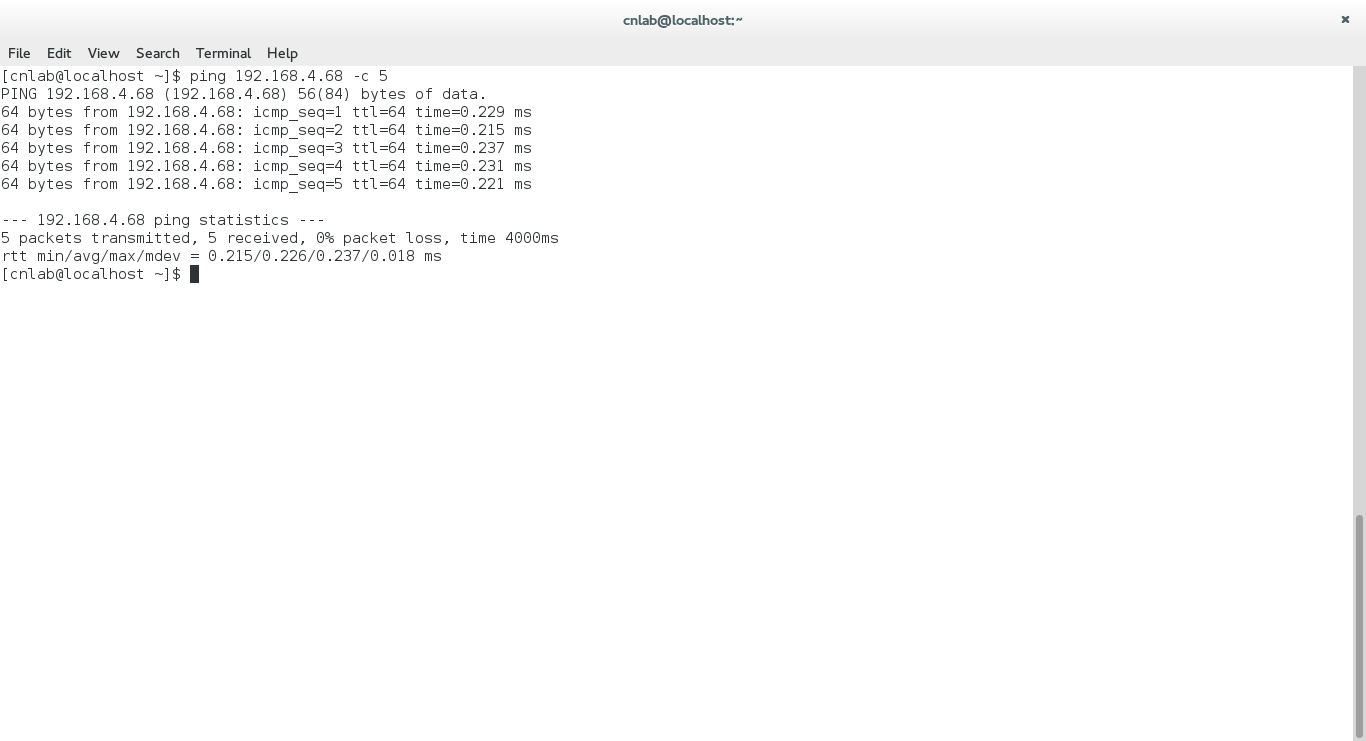 cnlab@localhost:~
File Edit View Search Terminal Help
[cnlab@localhost ~]$ ping 192.168.4.68 -c 5
PING 192.168.4.68 (192.168.4.68) 56(84) bytes of data.
64 bytes from 192.168.4.68: icmp_seq=1 ttl=64 time=0.229 ms
64 bytes from 192.168.4.68: icmp_seq=2 ttl=64 time=0.215 ms
64 bytes from 192.168.4.68: icmp_seq=3 ttl=64 time=0.237 ms
64 bytes from 192.168.4.68: icmp_seq=4 ttl=64 time=0.231 ms
64 bytes from 192.168.4.68: icmp_seq=5 ttl=64 time=0.221 ms
--- 192.168.4.68 ping statistics ---
5 packets transmitted, 5 received, 0% packet loss, time 4000ms
rtt min/avg/max/mdev = 0.215/0.226/0.237/0.018 ms
[cnlab@localhost ~]$